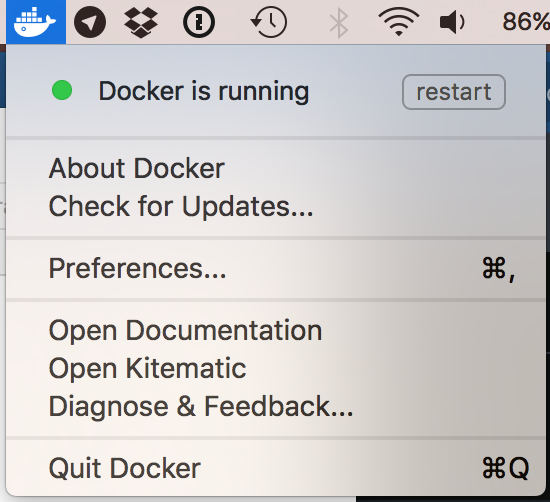 86%
Docker is running
restart
About Docker
Check for Updates...
Preferences...
⌘,
Open Documentation
Open Kitematic
Diagnose & Feedback...
Quit Docker
⌘Q